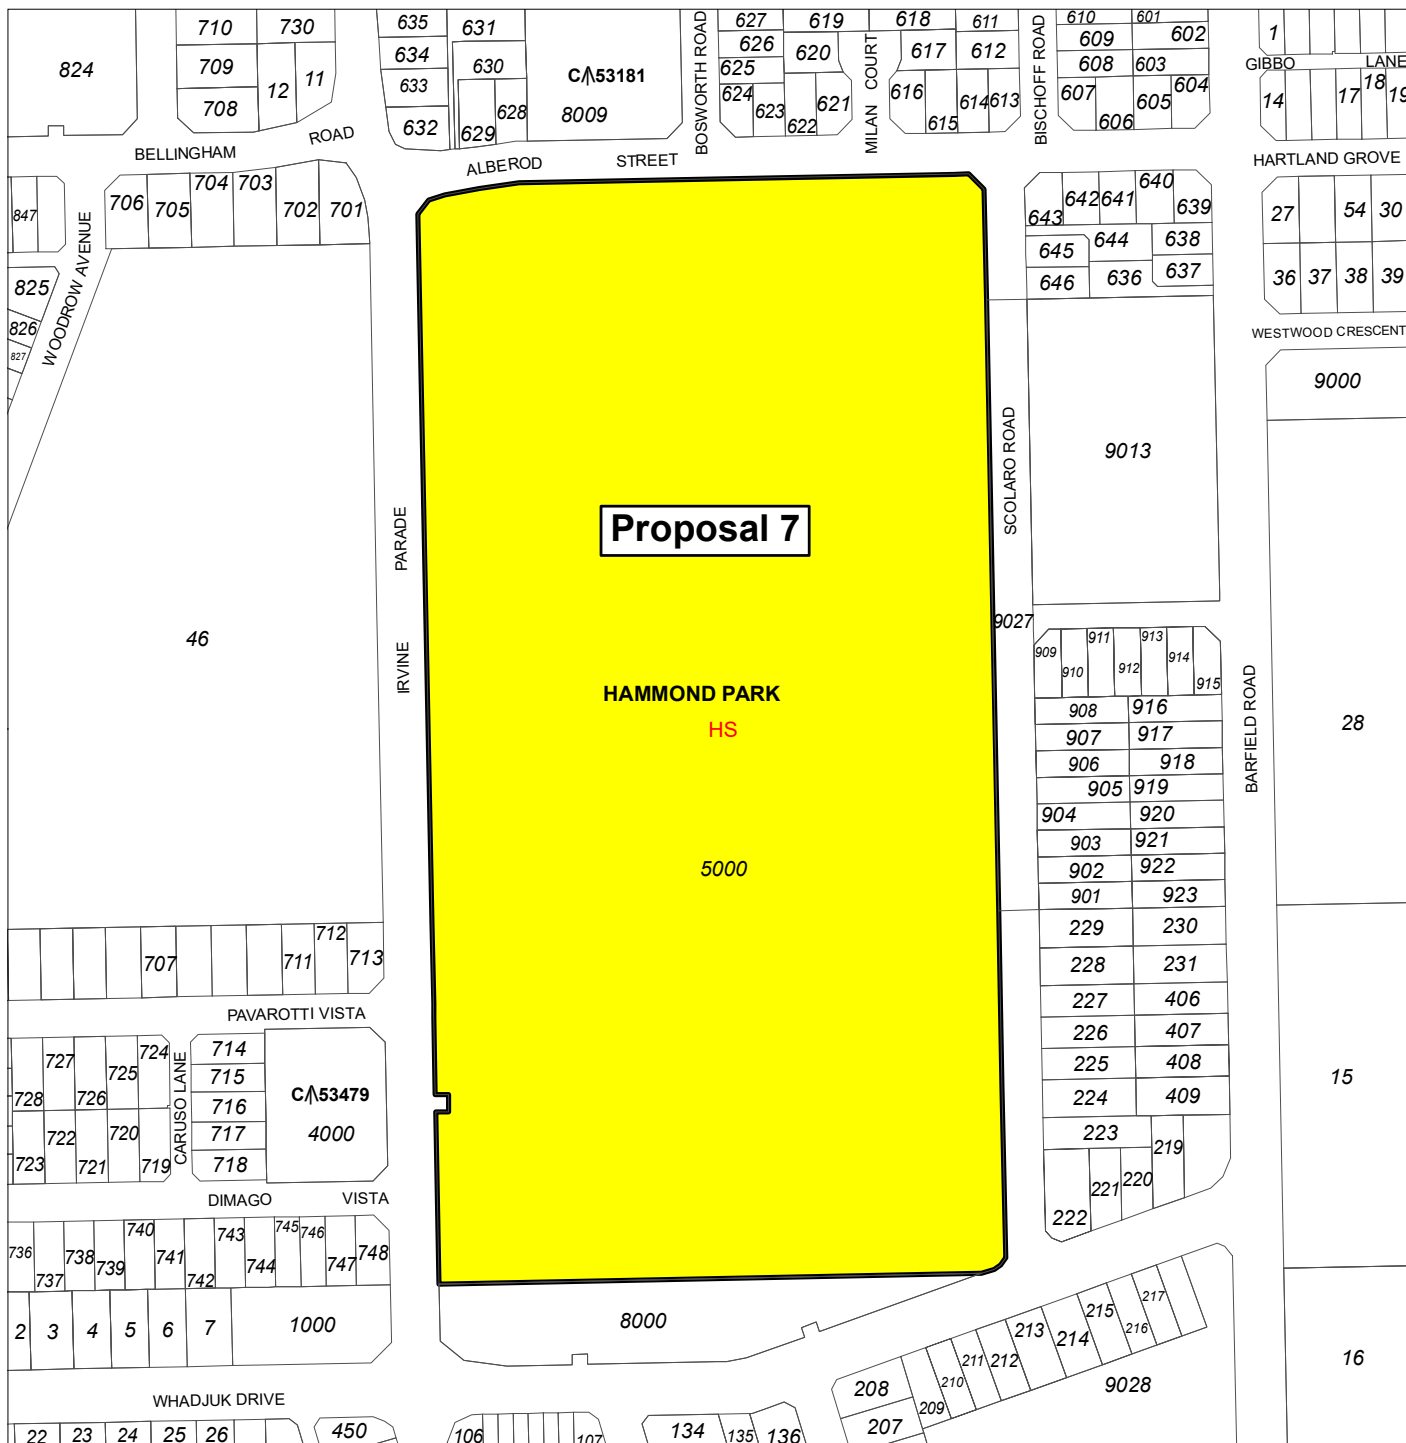 710 730 635 631 627 619 618 611 610 601 1
824 709 634 630 626 620 617 612 609 602
GIBBO LANE
12 11 633 C/\53181 625 608 603
708 632 629 628 8009 624 623 622 621 616 615 614 613 607 606 605 604 14 17 18 19
BOSWORTH ROAD
MILAN COURT
BISCHOFF ROAD
BELLINGHAM ROAD
ALBEROD STREET
HARTLAND GROVE
847 706 705 704 703 702 701
643 642 641 640 639 27 54 30
WOODROW AVENUE
645 644 638
646 636 637 36 37 38 39
825
826
827
WESTWOOD CRESCENT
9000
SCOLARO ROAD
9013
Proposal 7
IRVINE PARADE
46
9027
909 910 911 912 913 914 915
HAMMOND PARK
HS
BARFIELD ROAD
908 916
907 917
28
906 918
905 919
904 920
903 921
902 922
901 923
5000
229 230
707 711 712 713
228 231
227 406
PAVAROTTI VISTA
226 407
728 727 726 725 724 714
CARUSO LANE
715
225 408
15
716 C/\53479
224 409
723 722 721 720 719 717 4000
718
223
222 221 220 219
DIMAGO VISTA
736 737 738 739 740 741 742 743 744 745 746 747 748
2 3 4 5 6 7 1000
8000
213 214 215 216 217
208 209 210 211 212
9028
16
WHADJUK DRIVE
207
22 23 24 25 26 450 106 107 134 135 136